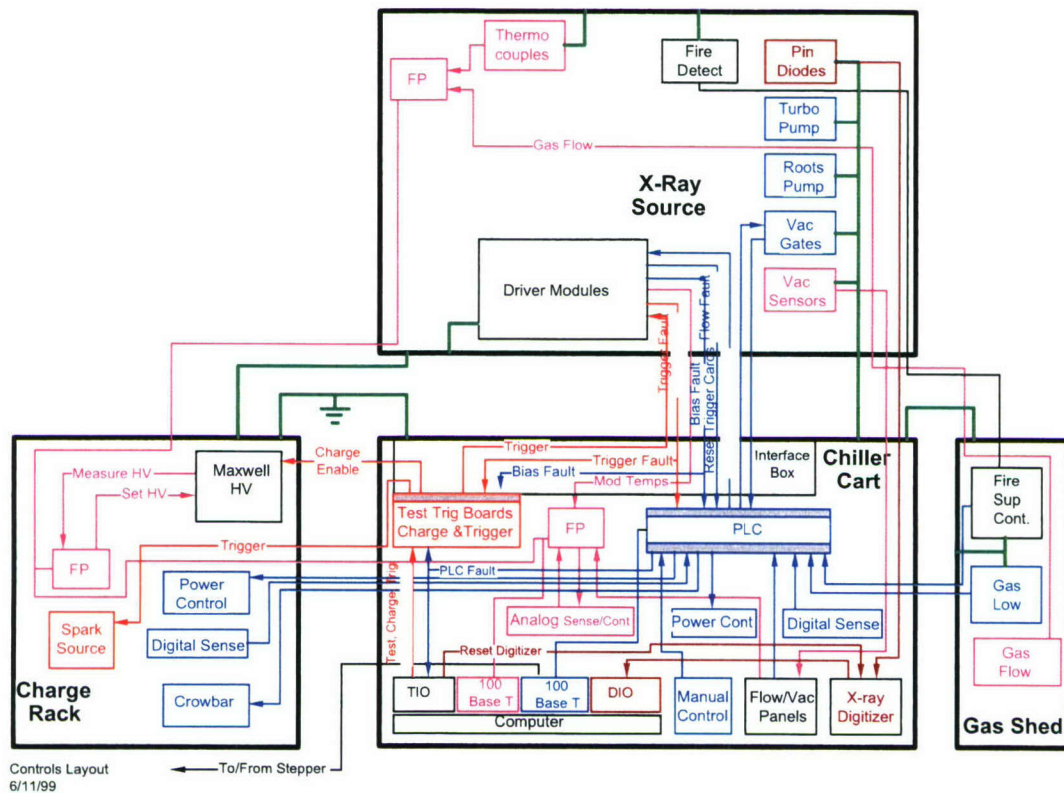 Thermo
couples
Fire
Detect
Pin
Diodes
FP
Turbo
Pump
Gas Flow
Roots
Pump
X-Ray
Source
Vac
Gates
Driver Modules
Vac
Sensors
Trigger Fault
Bias Fault
Reset Trigger Cards
Flow Fault
Charge
Enable
Trigger
Trigger Fault
Bias Fault
Mod Temps
Interface
Box
Chiller
Cart
Measure HV
Set HV
Maxwell
HV
FP
Trigger
Power
Control
Spark
Source
Digital Sense
Crowbar
Charge
Rack
Test Trig Boards
Charge &Trigger
FP
PLC
PLC Fault
Test, Charge, Trig
Analog Sense/Cont
Power Cont
Digital Sense
Reset Digitizer
TIO
100
Base T
100
Base T
DIO
Manual
Control
Flow/Vac
Panels
X-ray
Digitizer
Computer
Fire
Sup
Cont.
Gas
Low
Gas
Flow
Gas Shed
Controls Layout
6/11/99
To/From Stepper